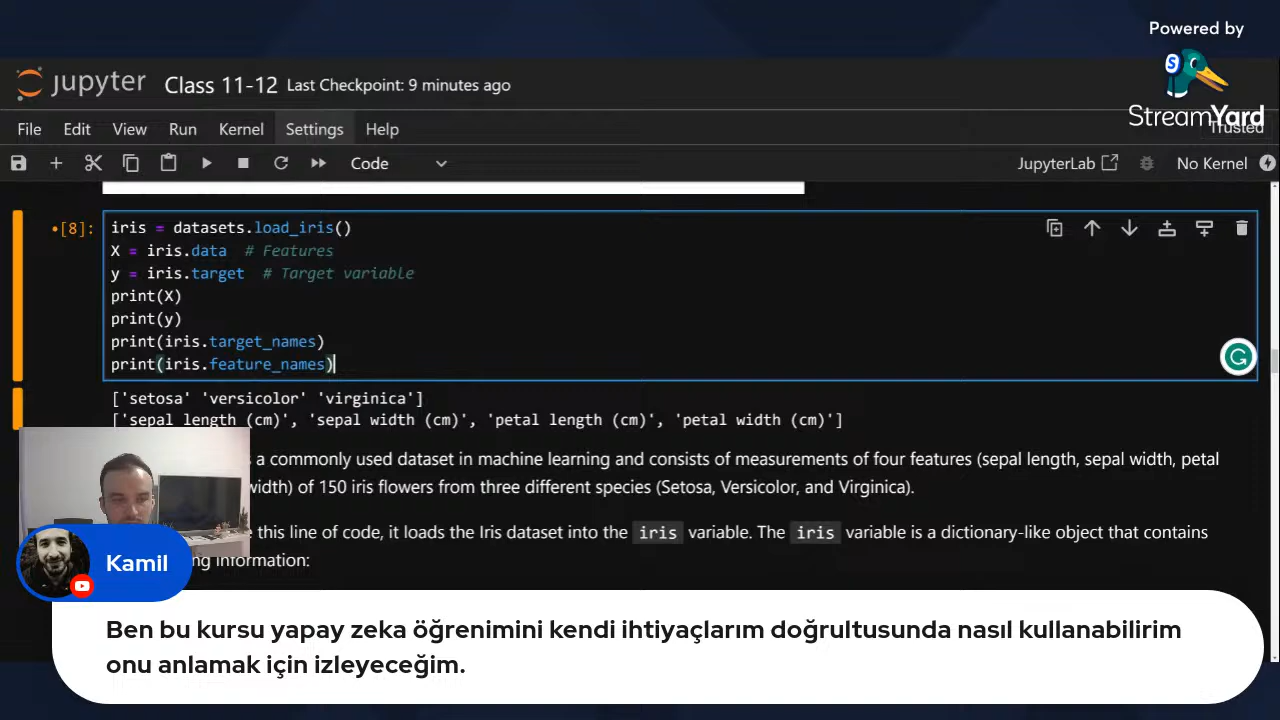 Powered by
StreamYard
jupyter Class 11-12 Last Checkpoint: 9 minutes ago
File Edit View Run Kernel Settings Help
Trusted
Code
JupyterLab
No Kernel
[8]:
iris = datasets.load_iris()
X = iris.data # Features
y = iris.target # Target variable
print(X)
print(y)
print(iris.target_names)
print(iris.feature_names)
['setosa' 'versicolor' 'virginica']
['sepal length (cm)', 'sepal width (cm)', 'petal length (cm)', 'petal width (cm)']
a commonly used dataset in machine learning and consists of measurements of four features (sepal length, sepal width, petal
width) of 150 iris flowers from three different species (Setosa, Versicolor, and Virginica).
this line of code, it loads the Iris dataset into the iris variable. The iris variable is a dictionary-like object that contains
information:
Kamil
Ben bu kursu yapay zeka öğrenimini kendi ihtiyaçlarım doğrultusunda nasıl kullanabilirim
onu anlamak için izleyeceğim.